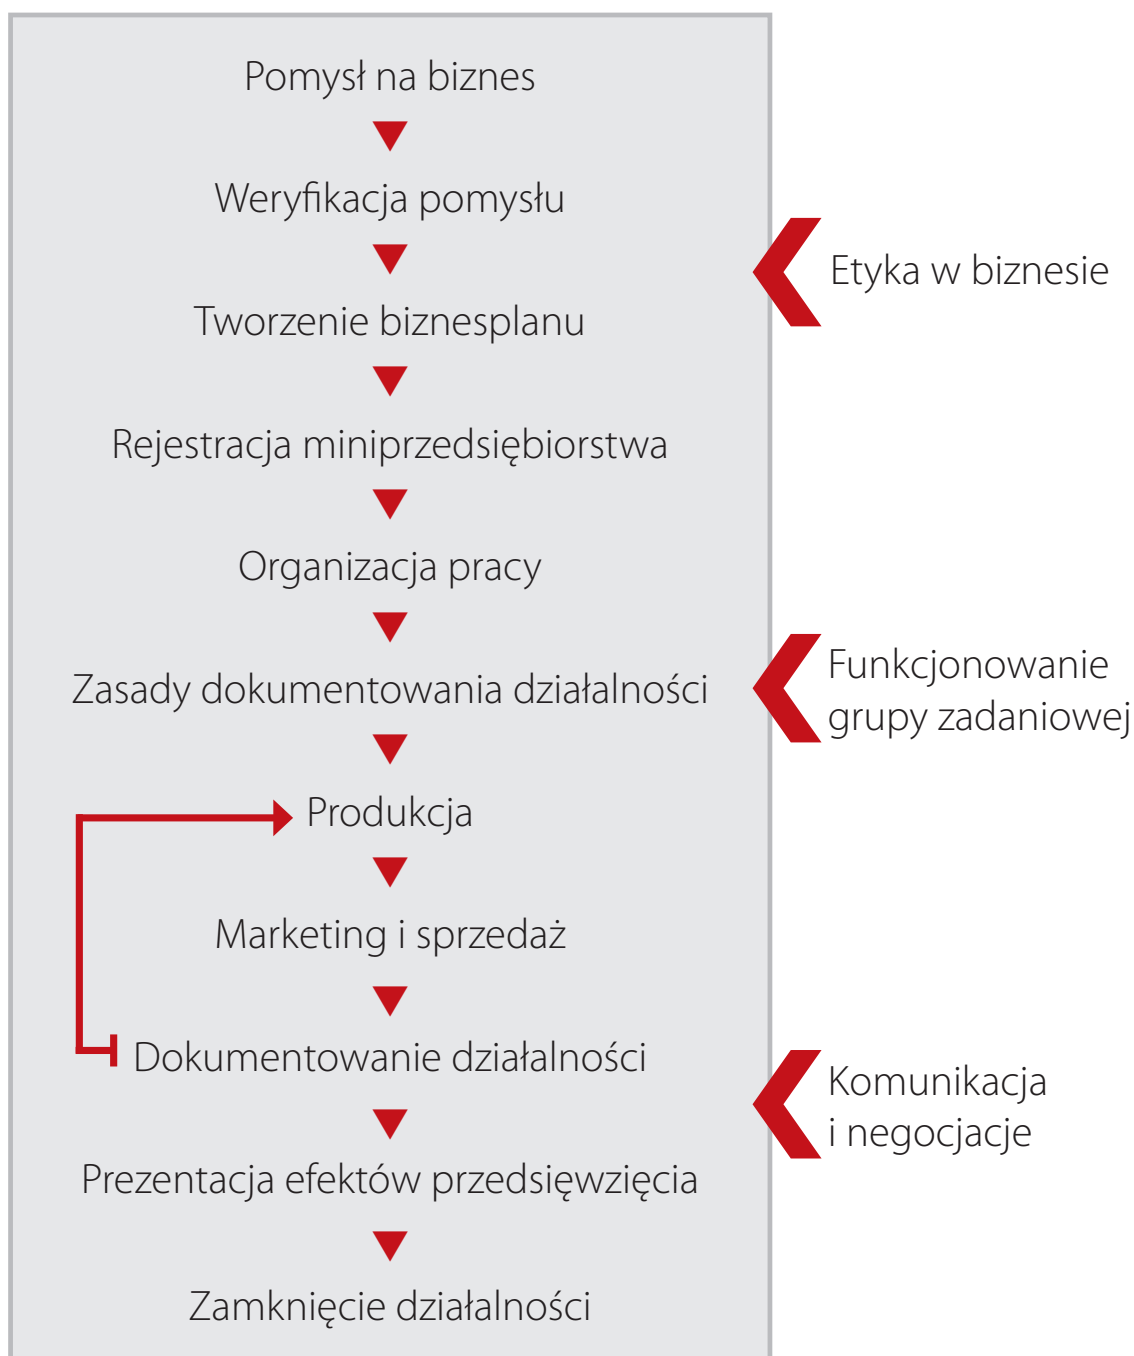 Pomysł na biznes
Weryfikacja pomysłu
Etyka w biznesie
Tworzenie biznesplanu
Rejestracja miniprzedsiębiorstwa
Organizacja pracy
Zasady dokumentowania działalności
Funkcjonowanie
grupy zadaniowej
Produkcja
Marketing i sprzedaż
Dokumentowanie działalności
Komunikacja
i negocjacje
Prezentacja efektów przedsięwzięcia
Zamknięcie działalności